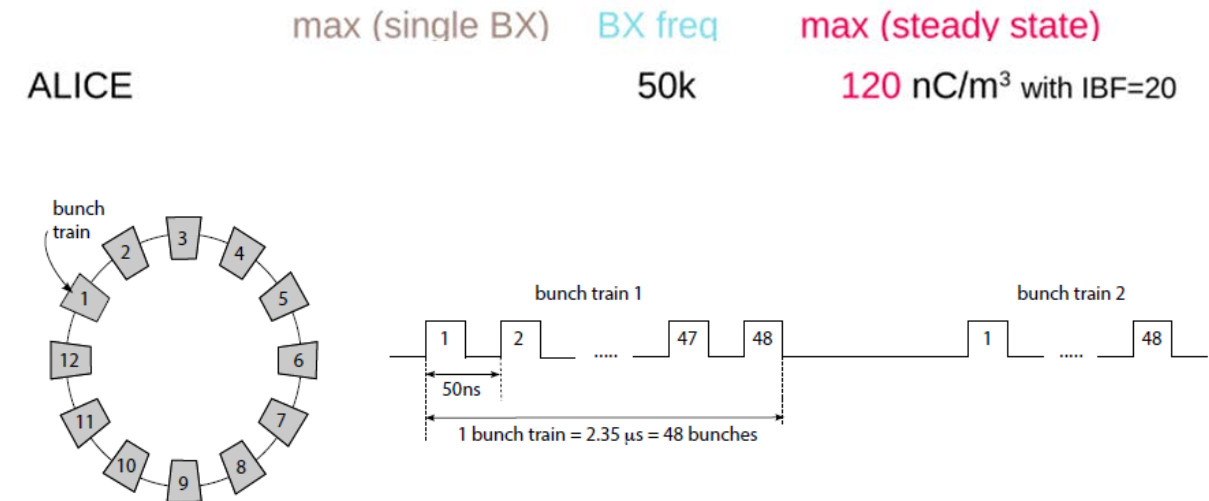 max (single BX) BX freq max (steady state)
ALICE 50k 120 nC/m³ with IBF=20
bunch
train
1
2
3
4
5
6
7
8
9
10
11
12
bunch train 1
bunch train 2
1 2 ..... 47 48 1 ..... 48
50ns
1 bunch train = 2.35 μs = 48 bunches